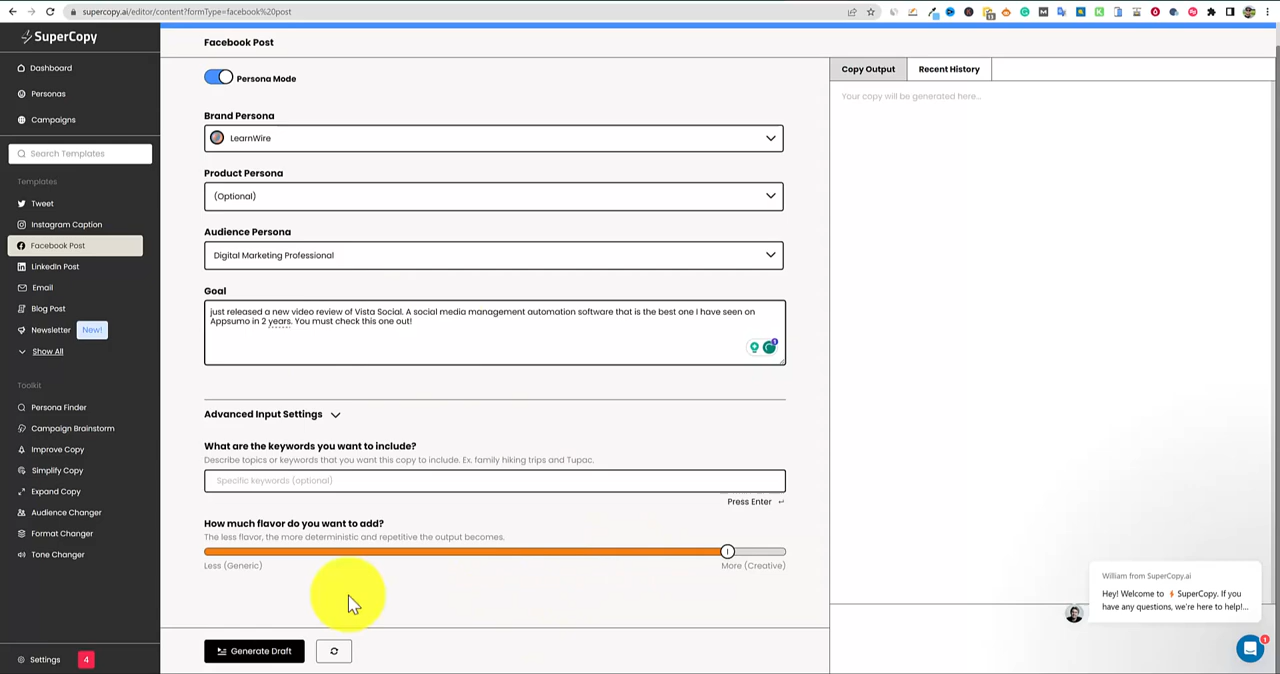 supercopy.ai/editor/content?formType=facebook%20post
SuperCopy
Dashboard
Personas
Campaigns
Search Templates
Templates
Tweet
Instagram Caption
Facebook Post
LinkedIn Post
Email
Blog Post
Newsletter New!
Show All
Toolkit
Persona Finder
Campaign Brainstorm
Improve Copy
Simplify Copy
Expand Copy
Audience Changer
Format Changer
Tone Changer
Settings 4
Facebook Post
Persona Mode
Brand Persona
LearnWire
Product Persona
(Optional)
Audience Persona
Digital Marketing Professional
Goal
just released a new video review of Vista Social. A social media management automation software that is the best one I have seen on
Appsumo in 2 years. You must check this one out!
1
Advanced Input Settings
What are the keywords you want to include?
Describe topics or keywords that you want this copy to include. Ex. family hiking trips and Tupac.
Specific keywords (optional)
Press Enter ↵
How much flavor do you want to add?
The less flavor, the more deterministic and repetitive the output becomes.
Less (Generic) More (Creative)
Generate Draft
Copy Output Recent History
Your copy will be generated here...
William from SuperCopy.ai
Hey! Welcome to ⚡ SuperCopy. If you
have any questions, we're here to help!...
1